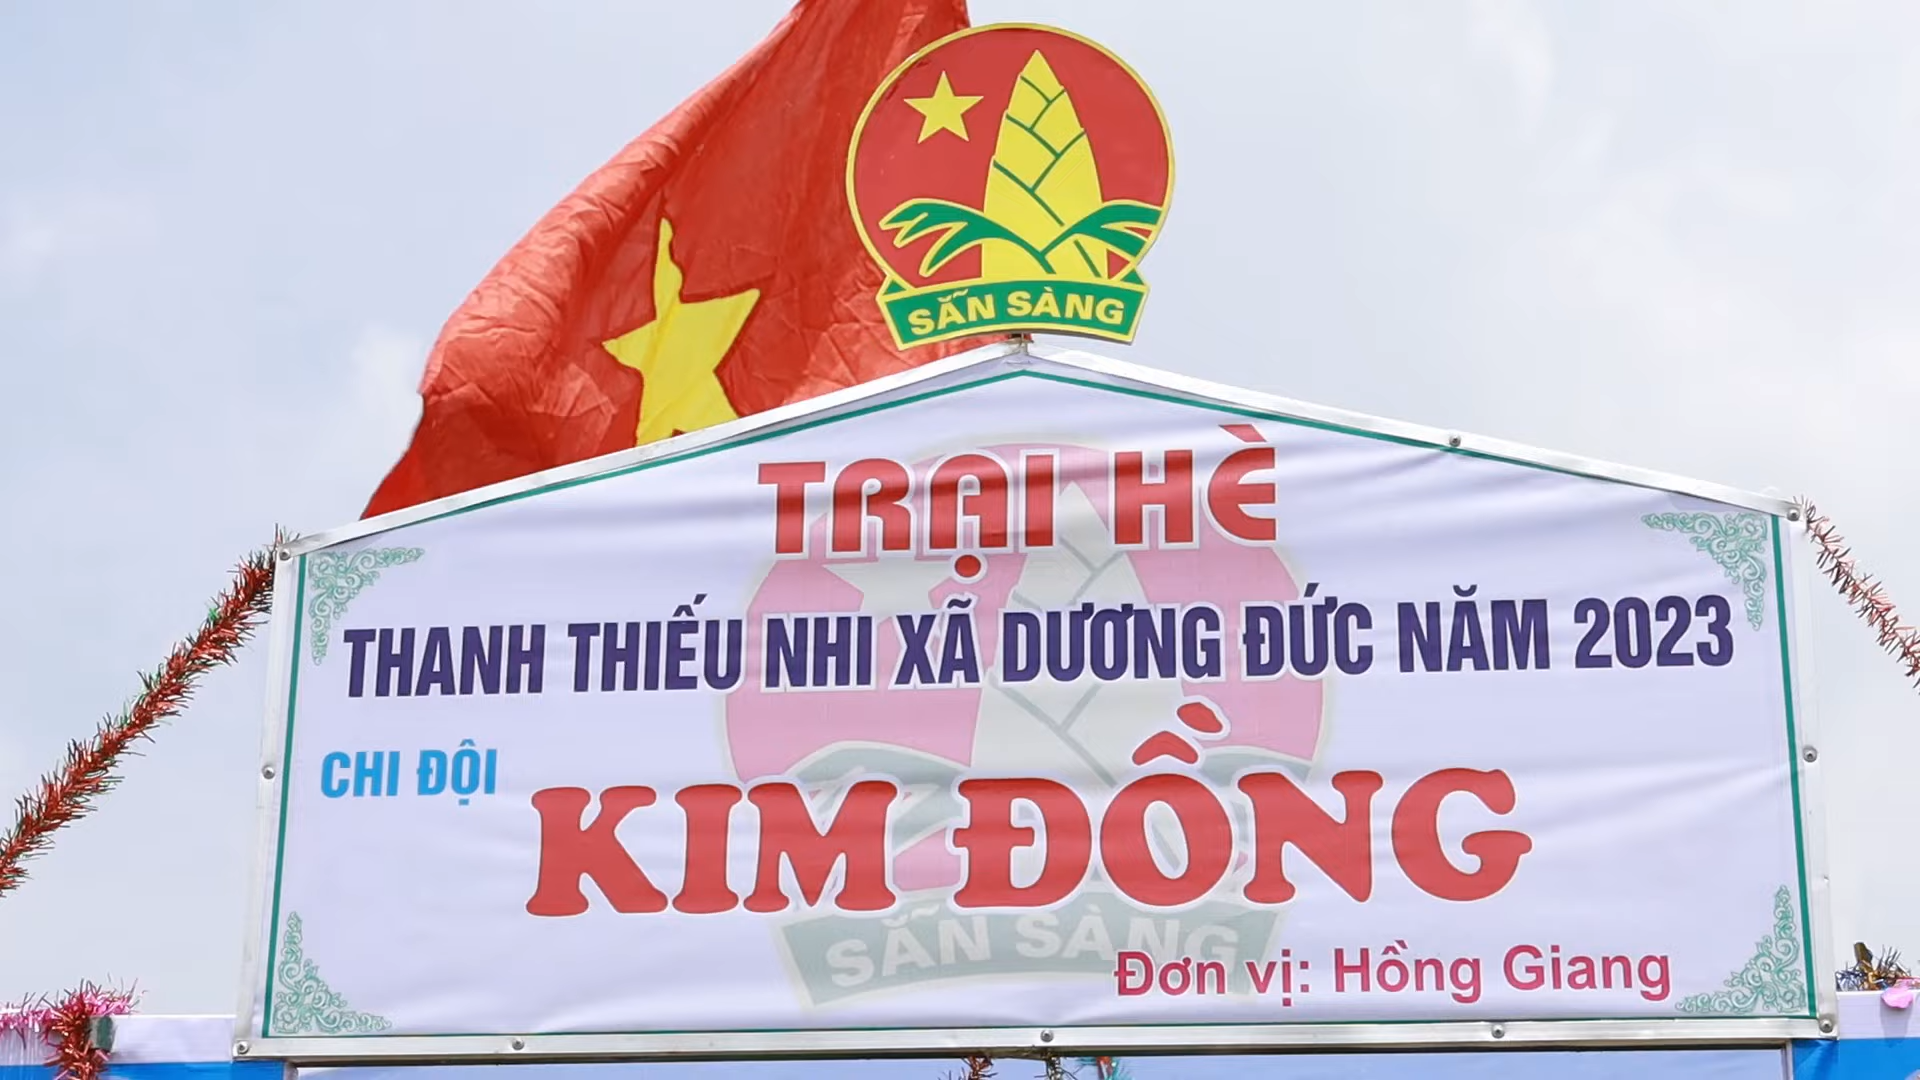 SẴN SÀNG
TRẠI HÈ
THANH THIẾU NHI XÃ DƯƠNG ĐỨC NĂM 2023
CHI ĐỘI
KIM ĐỒNG
SẴN SÀNG
Đơn vị: Hồng Giang